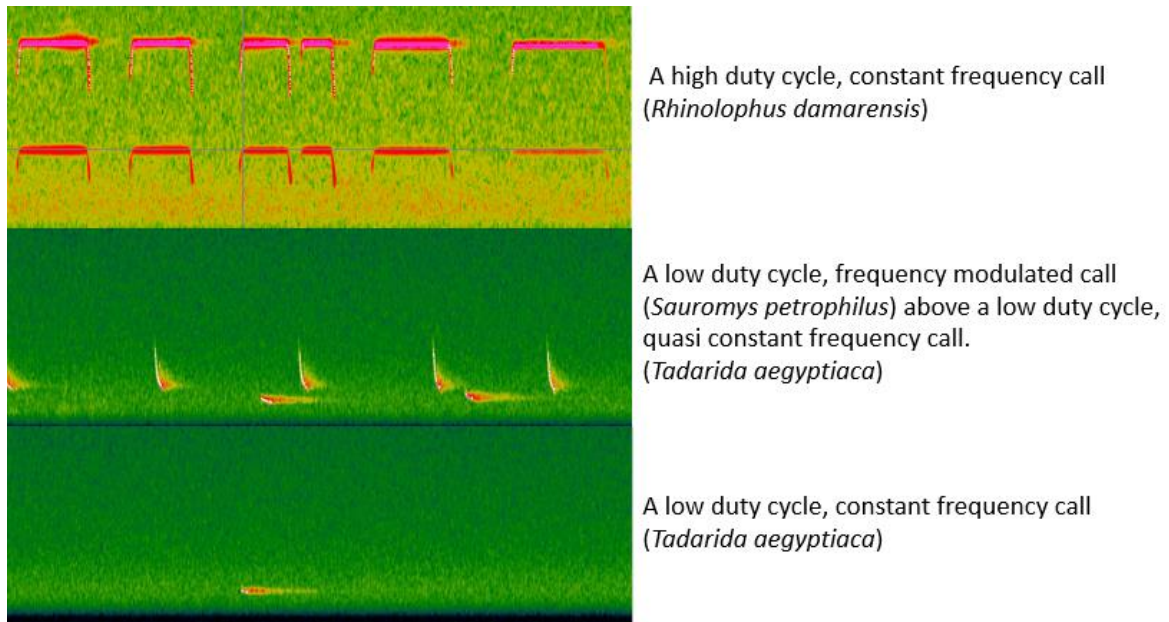 A high duty cycle, constant frequency call
(Rhinolophus damarensis)
A low duty cycle, frequency modulated call
(Sauromys petrophilus) above a low duty cycle,
quasi constant frequency call.
(Tadarida aegyptiaca)
A low duty cycle, constant frequency call
(Tadarida aegyptiaca)